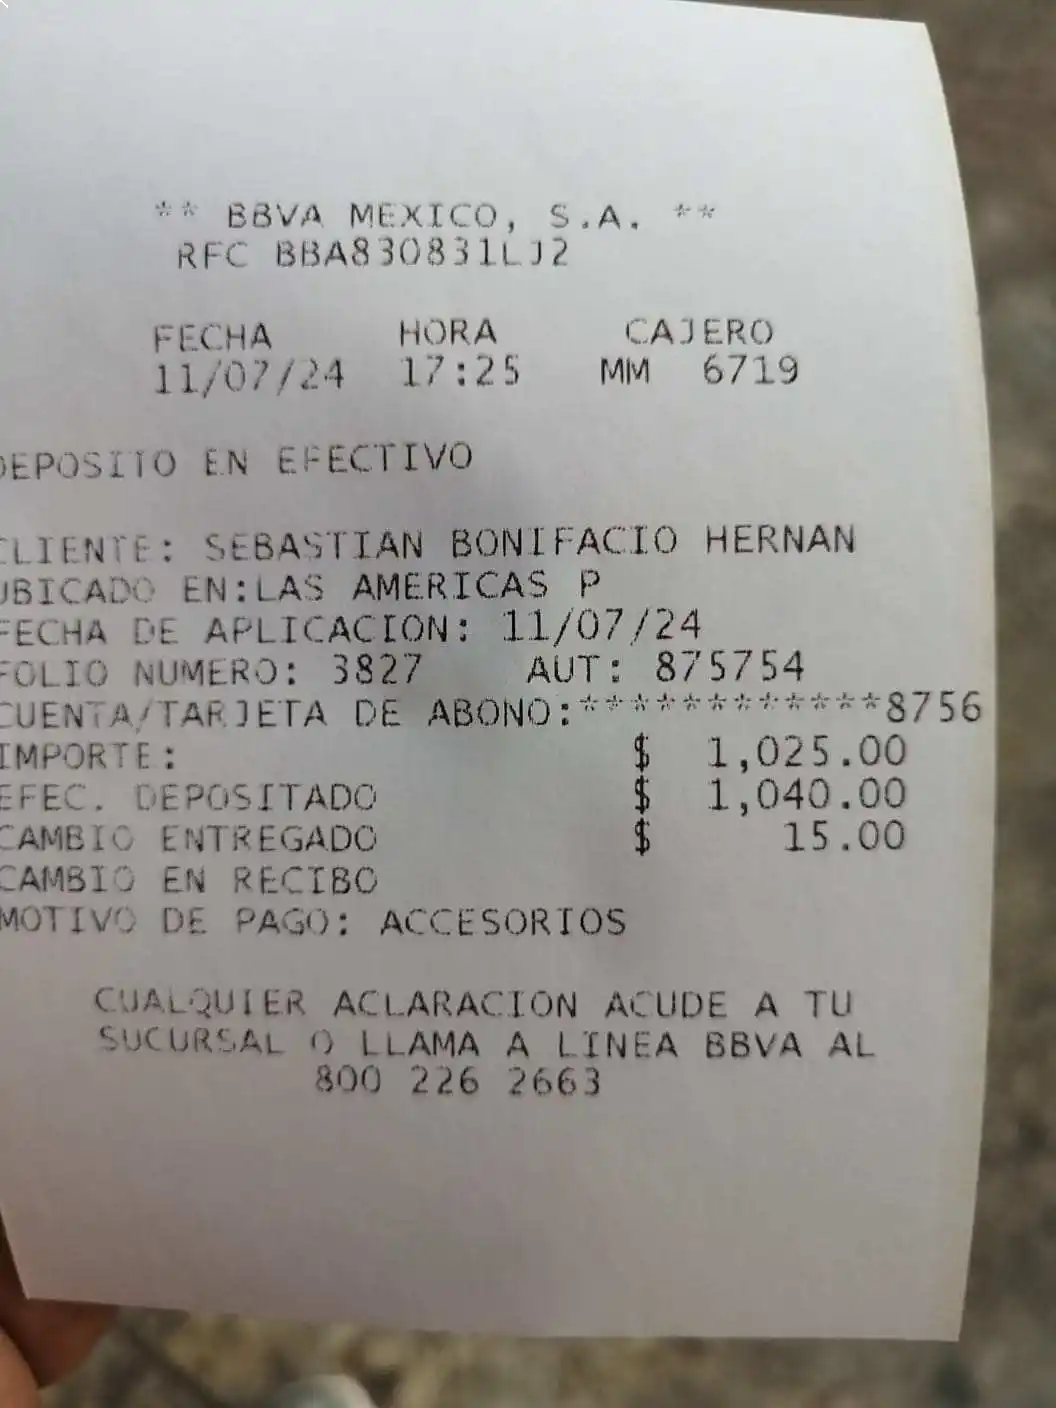 ** BBVA MEXICO, S.A. **
RFC BBA830831LJ2
FECHA HORA CAJERO
11/07/24 17:25 MM 6719
DEPOSITO EN EFECTIVO
CLIENTE: SEBASTIAN BONIFACIO HERNAN
UBICADO EN:LAS AMERICAS P
FECHA DE APLICACION: 11/07/24
FOLIO NUMERO: 3827 AUT: 875754
CUENTA/TARJETA DE ABONO:*************8756
IMPORTE: $ 1,025.00
EFEC. DEPOSITADO $ 1,040.00
CAMBIO ENTREGADO $ 15.00
CAMBIO EN RECIBO
MOTIVO DE PAGO: ACCESORIOS
CUALQUIER ACLARACION ACUDE A TU
SUCURSAL O LLAMA A LINEA BBVA AL
800 226 2663